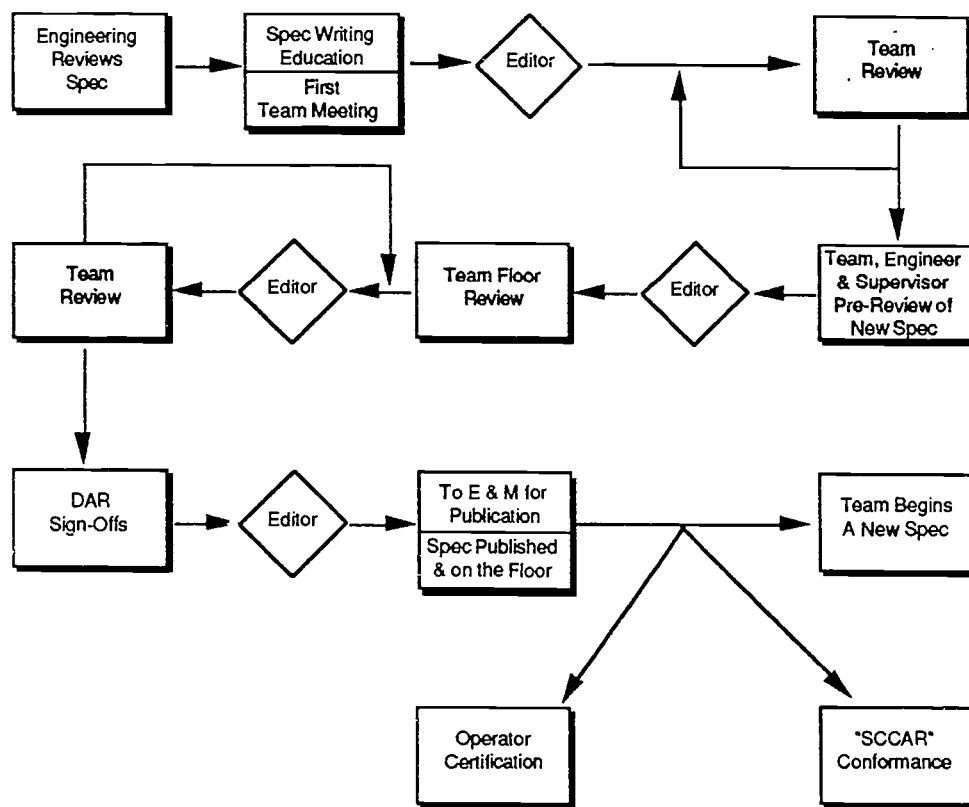 Engineering
Reviews
Spec
Spec Writing
Education
First
Team Meeting
Editor
Team
Review
Team
Review
Editor
Team Floor
Review
Editor
Team, Engineer
& Supervisor
Pre-Review of
New Spec
DAR
Sign-Offs
Editor
To E & M for
Publication
Spec Published
& on the Floor
Team Begins
A New Spec
Operator
Certification
"SCCAR"
Conformance